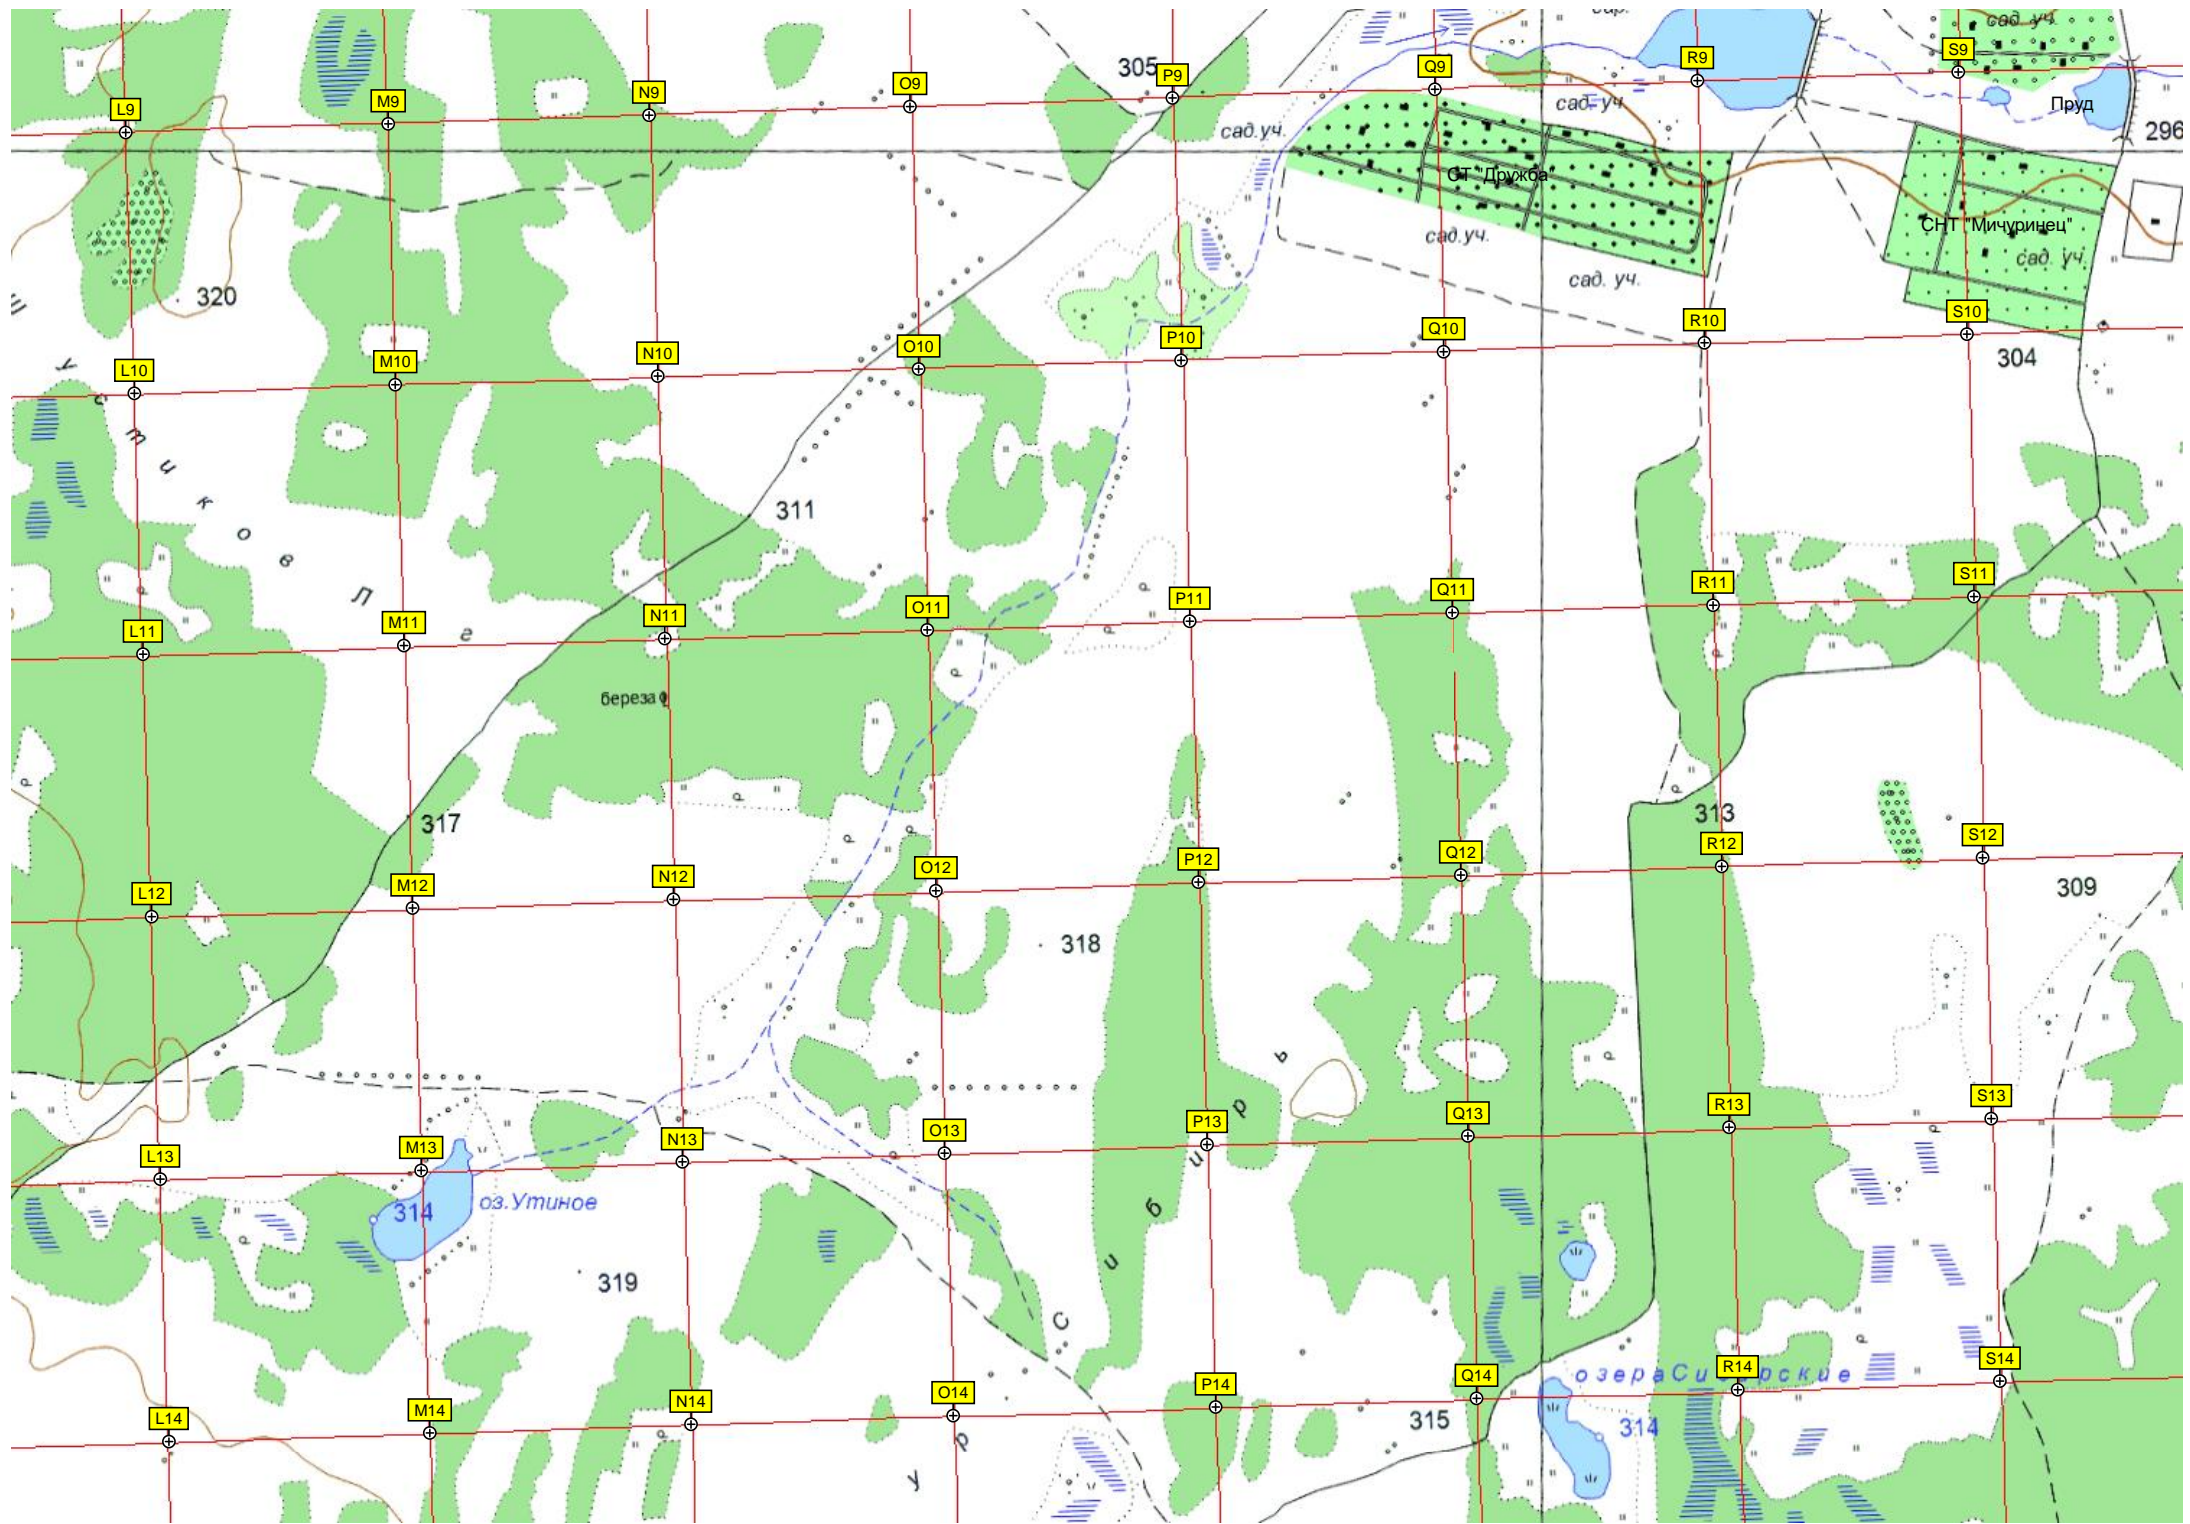 сад. уч.
305
L9 M9 N9 O9 P9 Q9 R9 S9
сад. уч.
сад.уч.
Пруд
296
СТ "Дружба"
СНТ "Мичуринец"
сад.уч.
сад. уч.
сад. уч.
320
L10 M10 N10 O10 P10 Q10 R10 S10
304
у с т и к о в Л г
311
L11 M11 N11 O11 P11 Q11 R11 S11
береза
317
313
L12 M12 N12 O12 P12 Q12 R12 S12
309
318
L13 M13 N13 O13 P13 Q13 R13 S13
314
оз.Утиное
319
ур Сибирь
L14 M14 N14 O14 P14 Q14 R14 S14
315
314